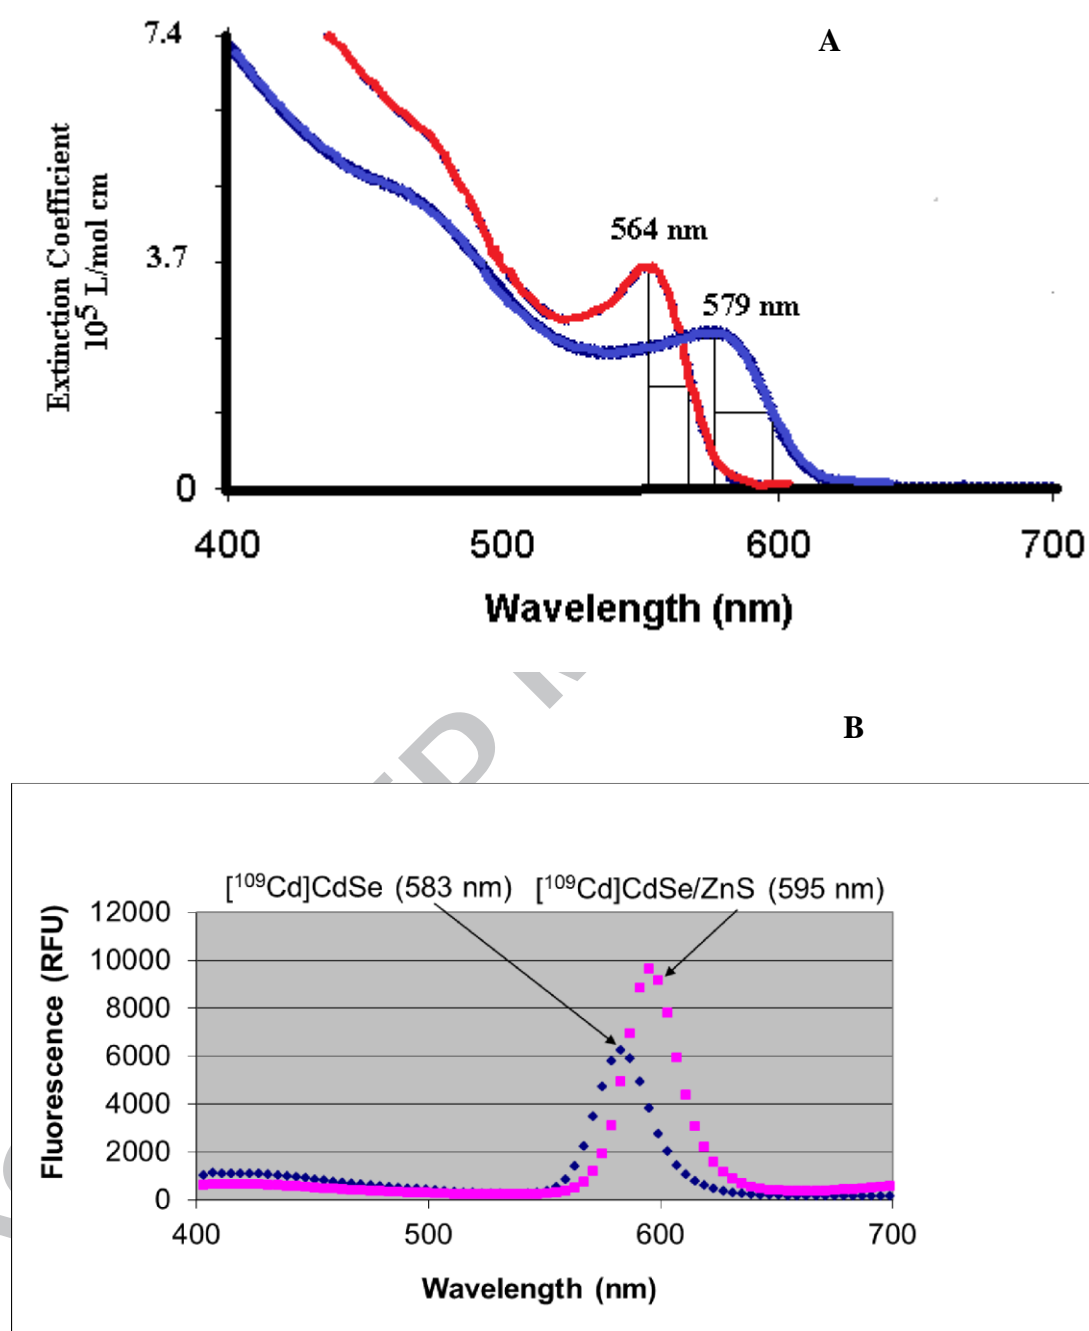 A
7.4
3.7
0
Extinction Coefficient
10⁵ L/mol cm
564 nm
579 nm
400 500 600 700
Wavelength (nm)
B
[¹⁰⁹Cd]CdSe (583 nm) [¹⁰⁹Cd]CdSe/ZnS (595 nm)
12000
10000
8000
6000
4000
2000
0
Fluorescence (RFU)
400 500 600 700
Wavelength (nm)